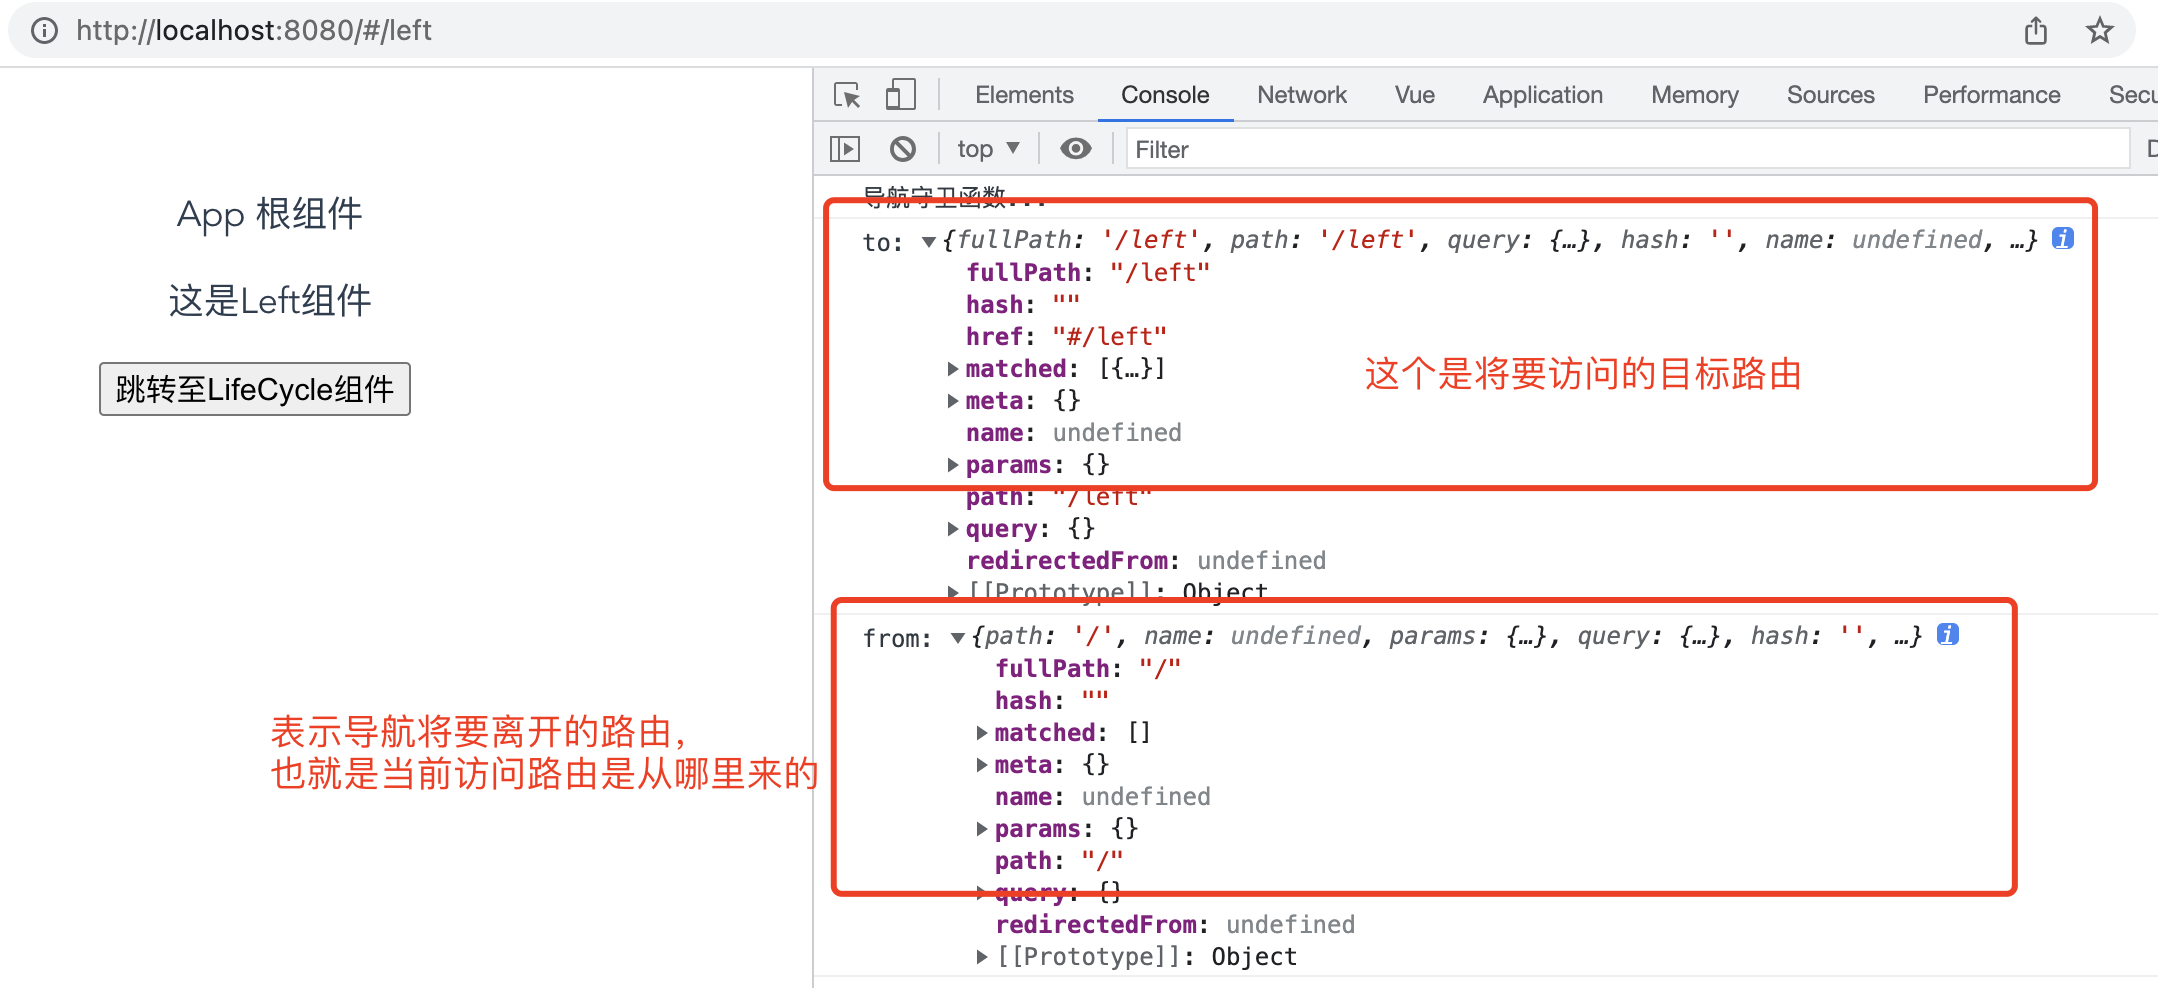 http://localhost:8080/#/left
Elements Console Network Vue Application Memory Sources Performance
top Filter
App 根组件
这是Left组件
跳转至LifeCycle组件
导航守卫函数...
to: {fullPath: '/left', path: '/left', query: {…}, hash: '', name: undefined, …}
fullPath: "/left"
hash: ""
href: "#/left"
matched: [{…}]
meta: {}
name: undefined
params: {}
path: "/left"
query: {}
redirectedFrom: undefined
[[Prototype]]: Object
这个是将要访问的目标路由
from: {path: '/', name: undefined, params: {…}, query: {…}, hash: '', …}
fullPath: "/"
hash: ""
matched: []
meta: {}
name: undefined
params: {}
path: "/"
query: {}
redirectedFrom: undefined
[[Prototype]]: Object
表示导航将要离开的路由，
也就是当前访问路由是从哪里来的